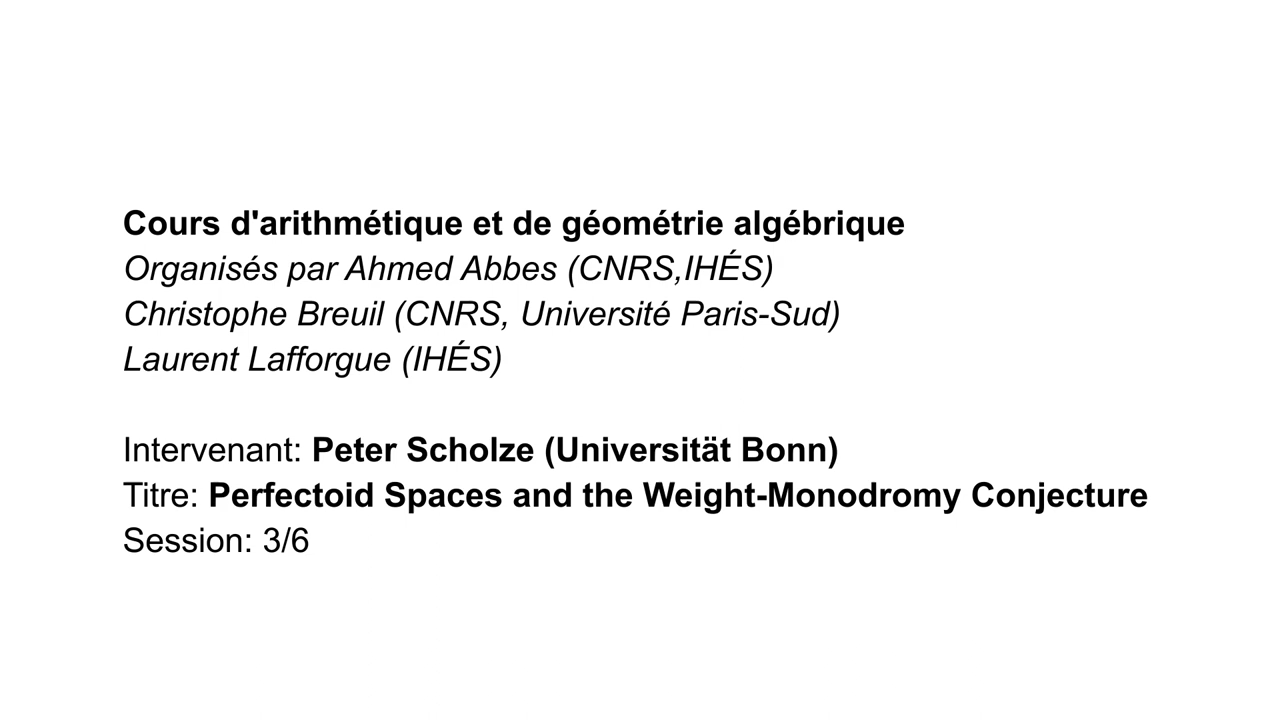 Cours d'arithmétique et de géométrie algébrique
Organisés par Ahmed Abbes (CNRS,IHÉS)
Christophe Breuil (CNRS, Université Paris-Sud)
Laurent Lafforgue (IHÉS)
Intervenant: Peter Scholze (Universität Bonn)
Titre: Perfectoid Spaces and the Weight-Monodromy Conjecture
Session: 3/6